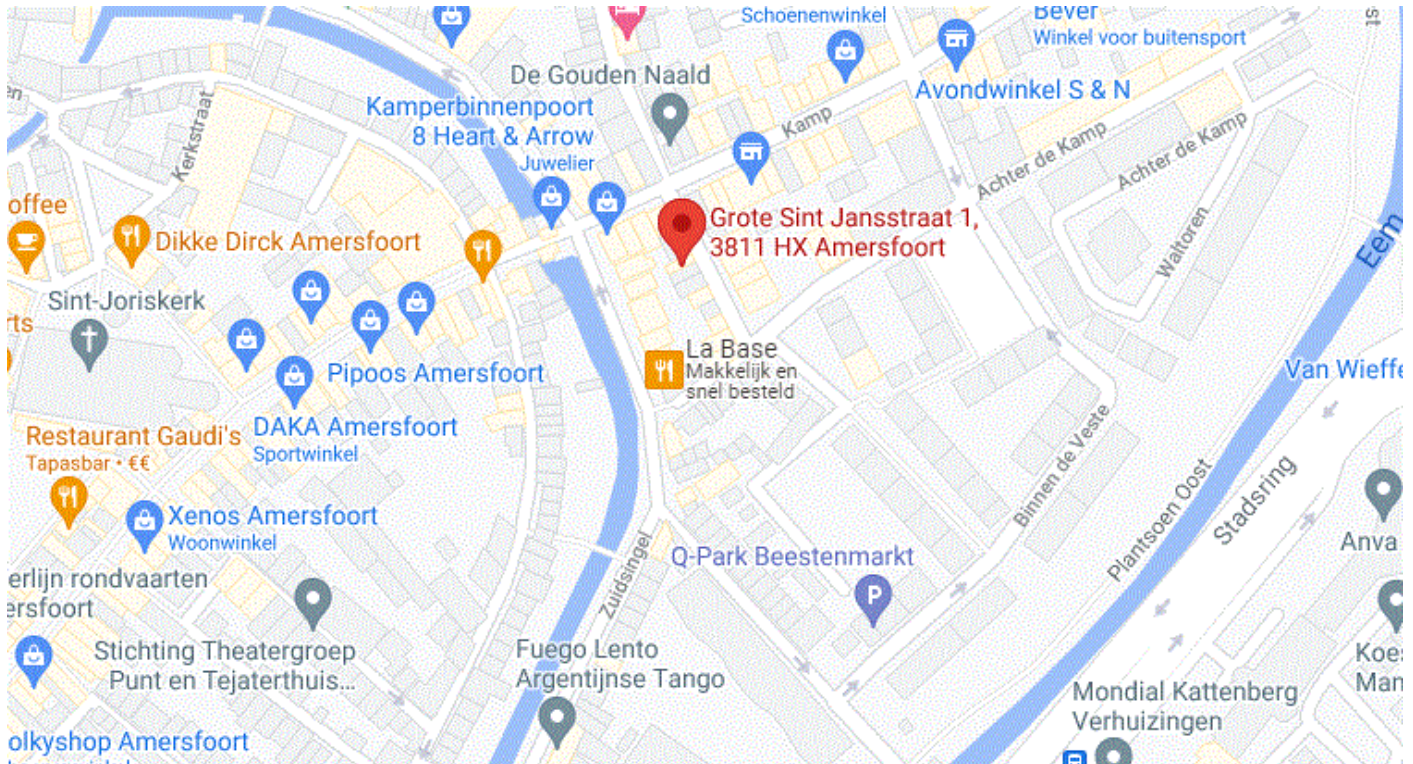 Schoenenwinkel
Bever
Winkel voor buitensport
De Gouden Naald
Avondwinkel S & N
Kamperbinnenpoort
8 Heart & Arrow
Juwelier
Kamp
Kerkstraat
Achter de Kamp
Achter de Kamp
offee
Grote Sint Jansstraat 1,
3811 HX Amersfoort
Dikke Dirck Amersfoort
Waltoren
Eem
Sint-Joriskerk
rts
La Base
Makkelijk en
snel besteld
Pipoos Amersfoort
Van Wieffe
DAKA Amersfoort
Sportwinkel
Restaurant Gaudi's
Tapasbar • €€
Binnen de Veste
Plantsoen Oost
Stadsring
Xenos Amersfoort
Woonwinkel
Anva
Q-Park Beestenmarkt
P
Zuidsingel
erlijn rondvaarten
ersfoort
Stichting Theatergroep
Punt en Tejaterthuis...
Fuego Lento
Argentijnse Tango
Koes
Man
Mondial Kattenberg
Verhuizingen
olkyshop Amersfoort